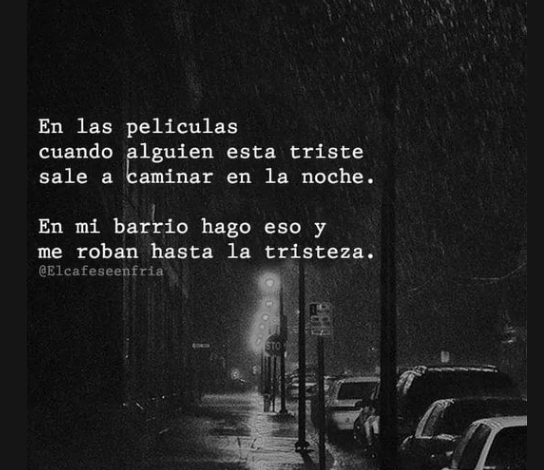 En las peliculas
cuando alguien esta triste
sale a caminar en la noche.
En mi barrio hago eso y
me roban hasta la tristeza.
@Elcafeseenfria
STO